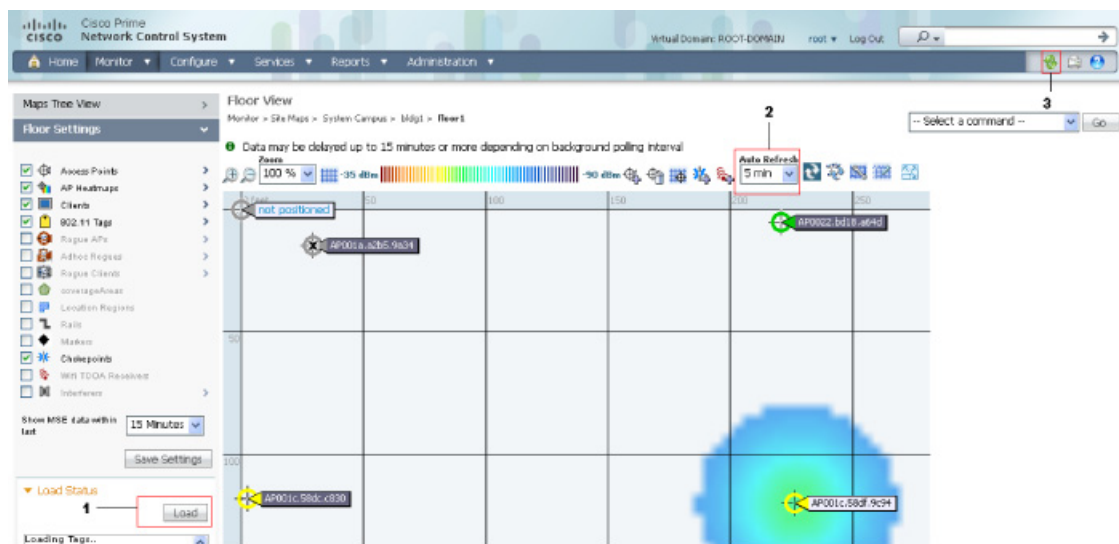 Cisco Prime
CISCO Network Control System
Virtual Domain: ROOT-DOMAIN root Log Out
Home Monitor Configure Services Reports Administration
3
Maps Tree View
Floor Settings
Floor View
Monitor > Site Maps > System Campus > bldg1 > floor1
2
-- Select a command -- Go
Data may be delayed up to 15 minutes or more depending on background polling interval
Zoom
100 % -35 dBm -90 dBm
Auto Refresh
5 min
Access Points
AP Heatmaps
Clients
802.11 Tags
Rogue APs
Adhoc Rogues
Rogue Clients
coverageAreas
Location Regions
Rails
Markers
Chokepoints
Wifi TDOA Receivers
Interferers
Show MSE data within last 15 Minutes
Save Settings
Load Status
1
Load
Loading Tags..
feet 50 100 150 200 250
not positioned
AP0022.bd18.a64d
AP001a.a2b5.9a34
50
100
AP001c.58dc.c830
AP001c.58df.9c94